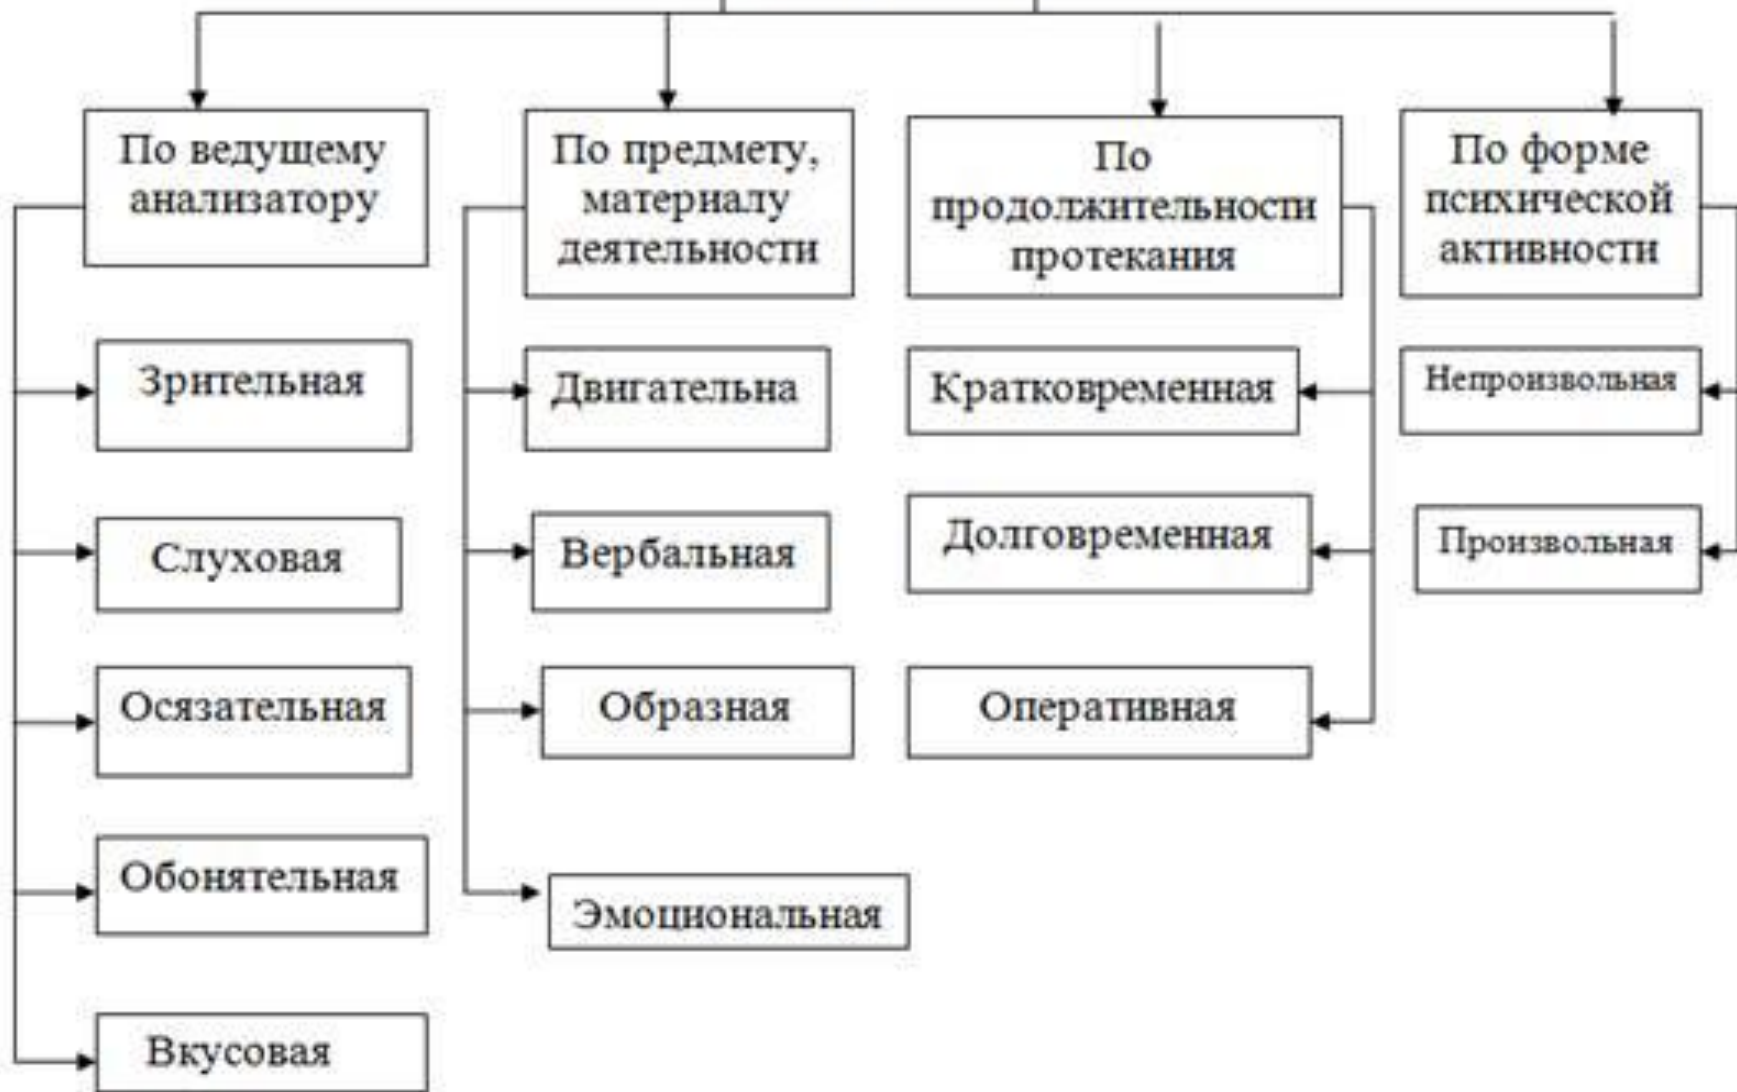 По ведущему
анализатору
Зрительная
Слуховая
Осязательная
Обонятельная
Вкусовая
По предмету,
материалу
деятельности
Двигательна
Вербальная
Образная
Эмоциональная
По
продолжительности
протекания
Кратковременная
Долговременная
Оперативная
По форме
психической
активности
Непроизвольная
Произвольная